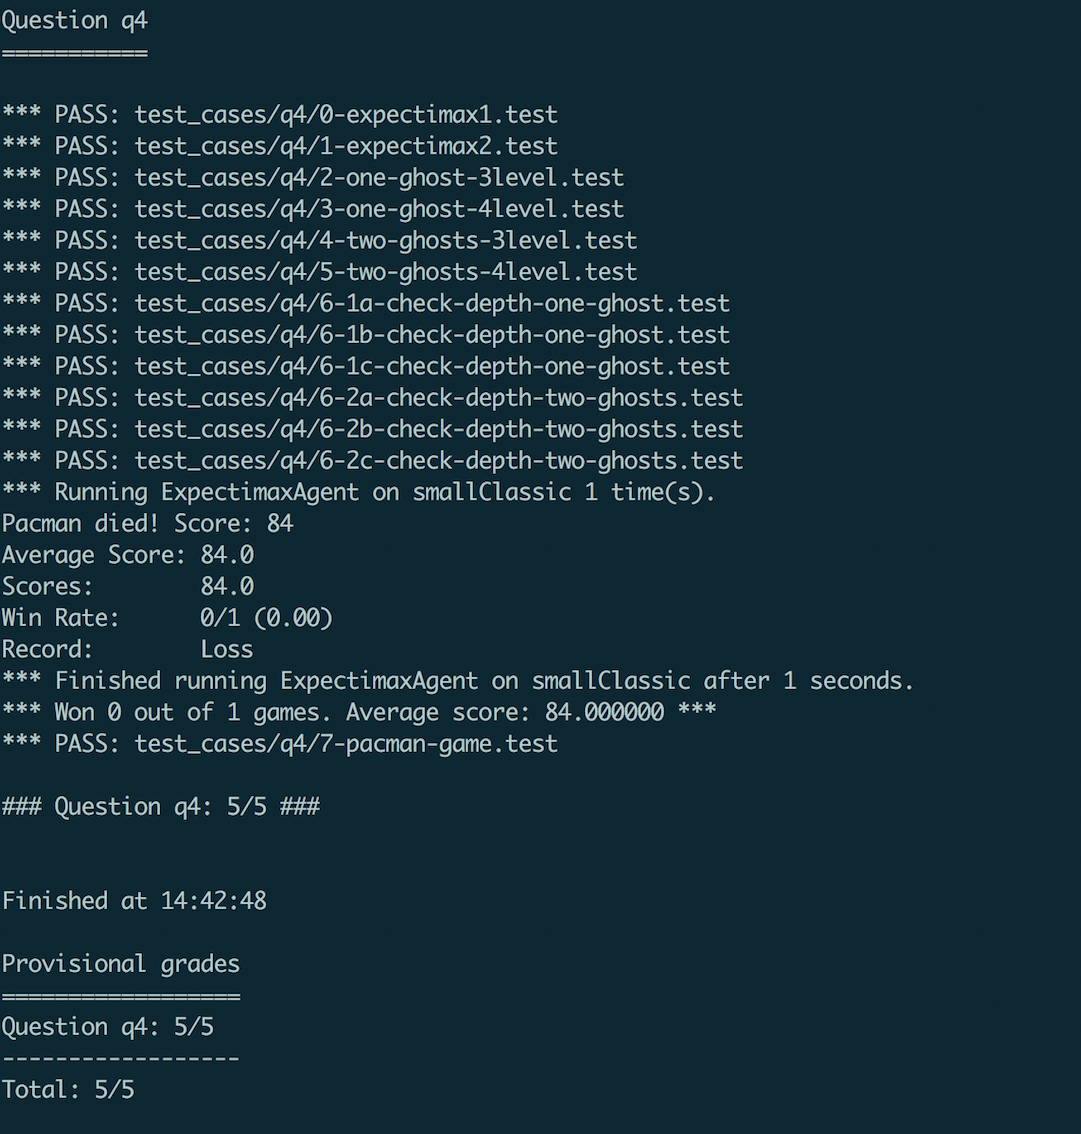 Question q4
===========
*** PASS: test_cases/q4/0-expectimax1.test
*** PASS: test_cases/q4/1-expectimax2.test
*** PASS: test_cases/q4/2-one-ghost-3level.test
*** PASS: test_cases/q4/3-one-ghost-4level.test
*** PASS: test_cases/q4/4-two-ghosts-3level.test
*** PASS: test_cases/q4/5-two-ghosts-4level.test
*** PASS: test_cases/q4/6-1a-check-depth-one-ghost.test
*** PASS: test_cases/q4/6-1b-check-depth-one-ghost.test
*** PASS: test_cases/q4/6-1c-check-depth-one-ghost.test
*** PASS: test_cases/q4/6-2a-check-depth-two-ghosts.test
*** PASS: test_cases/q4/6-2b-check-depth-two-ghosts.test
*** PASS: test_cases/q4/6-2c-check-depth-two-ghosts.test
*** Running ExpectimaxAgent on smallClassic 1 time(s).
Pacman died! Score: 84
Average Score: 84.0
Scores:        84.0
Win Rate:      0/1 (0.00)
Record:        Loss
*** Finished running ExpectimaxAgent on smallClassic after 1 seconds.
*** Won 0 out of 1 games. Average score: 84.000000 ***
*** PASS: test_cases/q4/7-pacman-game.test
### Question q4: 5/5 ###
Finished at 14:42:48
Provisional grades
==================
Question q4: 5/5
------------------
Total: 5/5